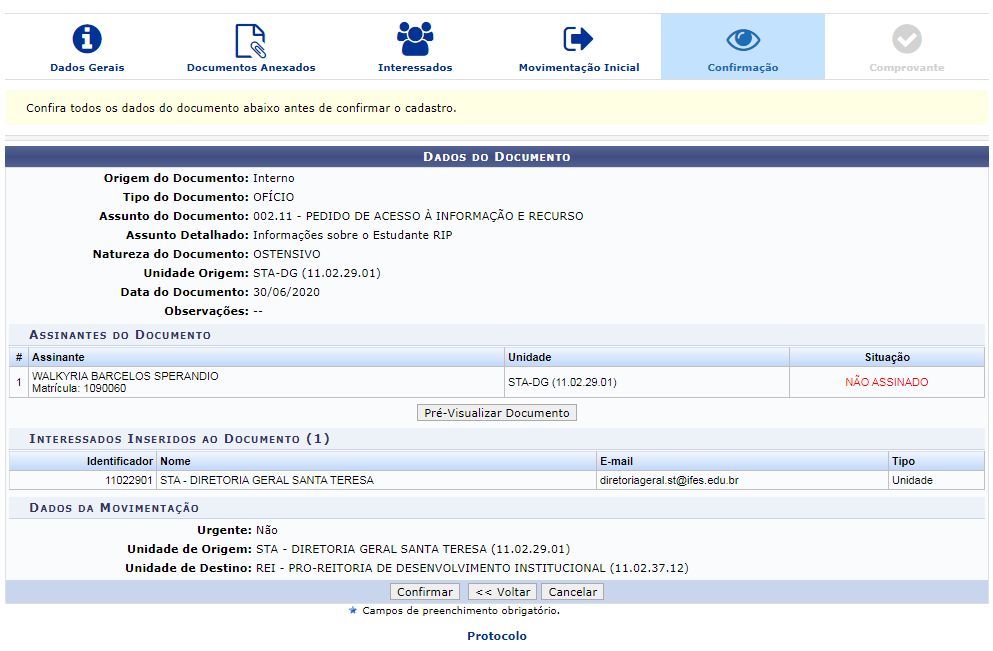 Dados Gerais
Documentos Anexados
Interessados
Movimentação Inicial
Confirmação
Comprovante
Confira todos os dados do documento abaixo antes de confirmar o cadastro.
Dados do Documento
Origem do Documento: Interno
Tipo do Documento: OFÍCIO
Assunto do Documento: 002.11 - PEDIDO DE ACESSO À INFORMAÇÃO E RECURSO
Assunto Detalhado: Informações sobre o Estudante RIP
Natureza do Documento: OSTENSIVO
Unidade Origem: STA-DG (11.02.29.01)
Data do Documento: 30/06/2020
Observações: --
Assinantes do Documento
# Assinante Unidade Situação
1 WALKYRIA BARCELOS SPERANDIO
Matrícula: 1090060
STA-DG (11.02.29.01) NÃO ASSINADO
Pré-Visualizar Documento
Interessados Inseridos ao Documento (1)
Identificador Nome E-mail Tipo
11022901 STA - DIRETORIA GERAL SANTA TERESA diretoriageral.st@ifes.edu.br Unidade
Dados da Movimentação
Urgente: Não
Unidade de Origem: STA - DIRETORIA GERAL SANTA TERESA (11.02.29.01)
Unidade de Destino: REI - PRO-REITORIA DE DESENVOLVIMENTO INSTITUCIONAL (11.02.37.12)
Confirmar << Voltar Cancelar
Campos de preenchimento obrigatório.
Protocolo